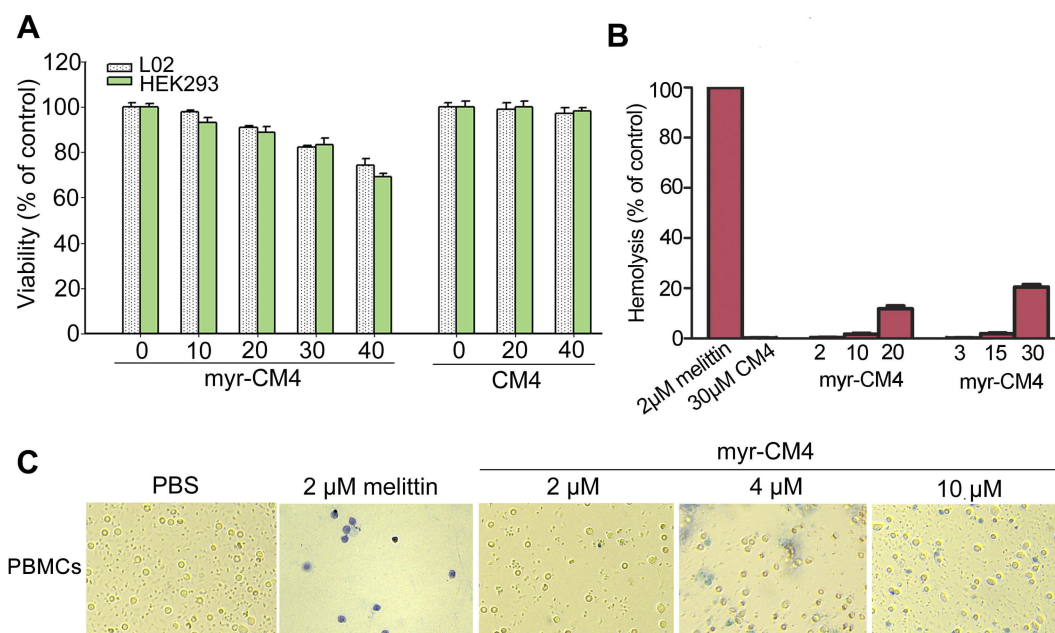 A
Viability (% of control)
120
100
80
60
40
20
0
L02
HEK293
0 10 20 30 40
myr-CM4
0 20 40
CM4
B
Hemolysis (% of control)
100
80
60
40
20
0
2µM melittin
30µM CM4
2 10 20
myr-CM4
3 15 30
myr-CM4
C
myr-CM4
PBS 2 µM melittin 2 µM 4 µM 10 µM
PBMCs